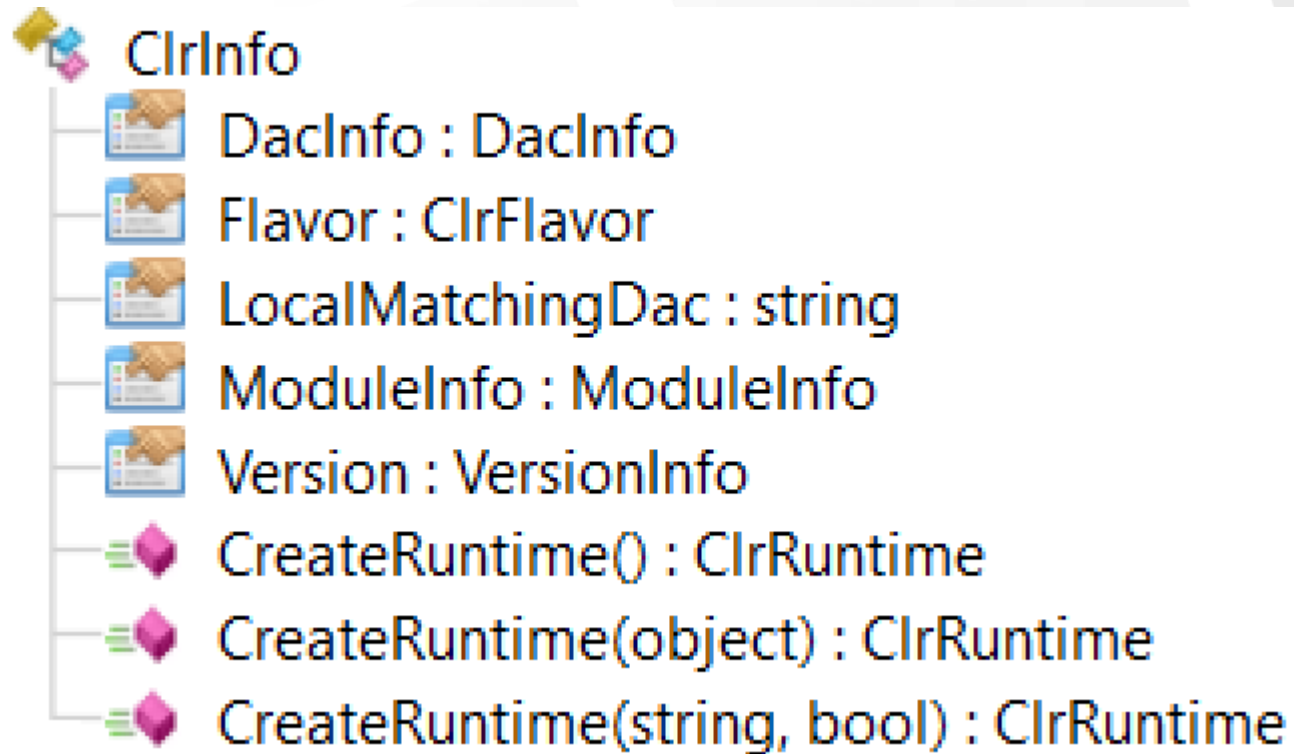 ClrInfo
DacInfo : DacInfo
Flavor : ClrFlavor
LocalMatchingDac : string
ModuleInfo : ModuleInfo
Version : VersionInfo
CreateRuntime() : ClrRuntime
CreateRuntime(object) : ClrRuntime
CreateRuntime(string, bool) : ClrRuntime